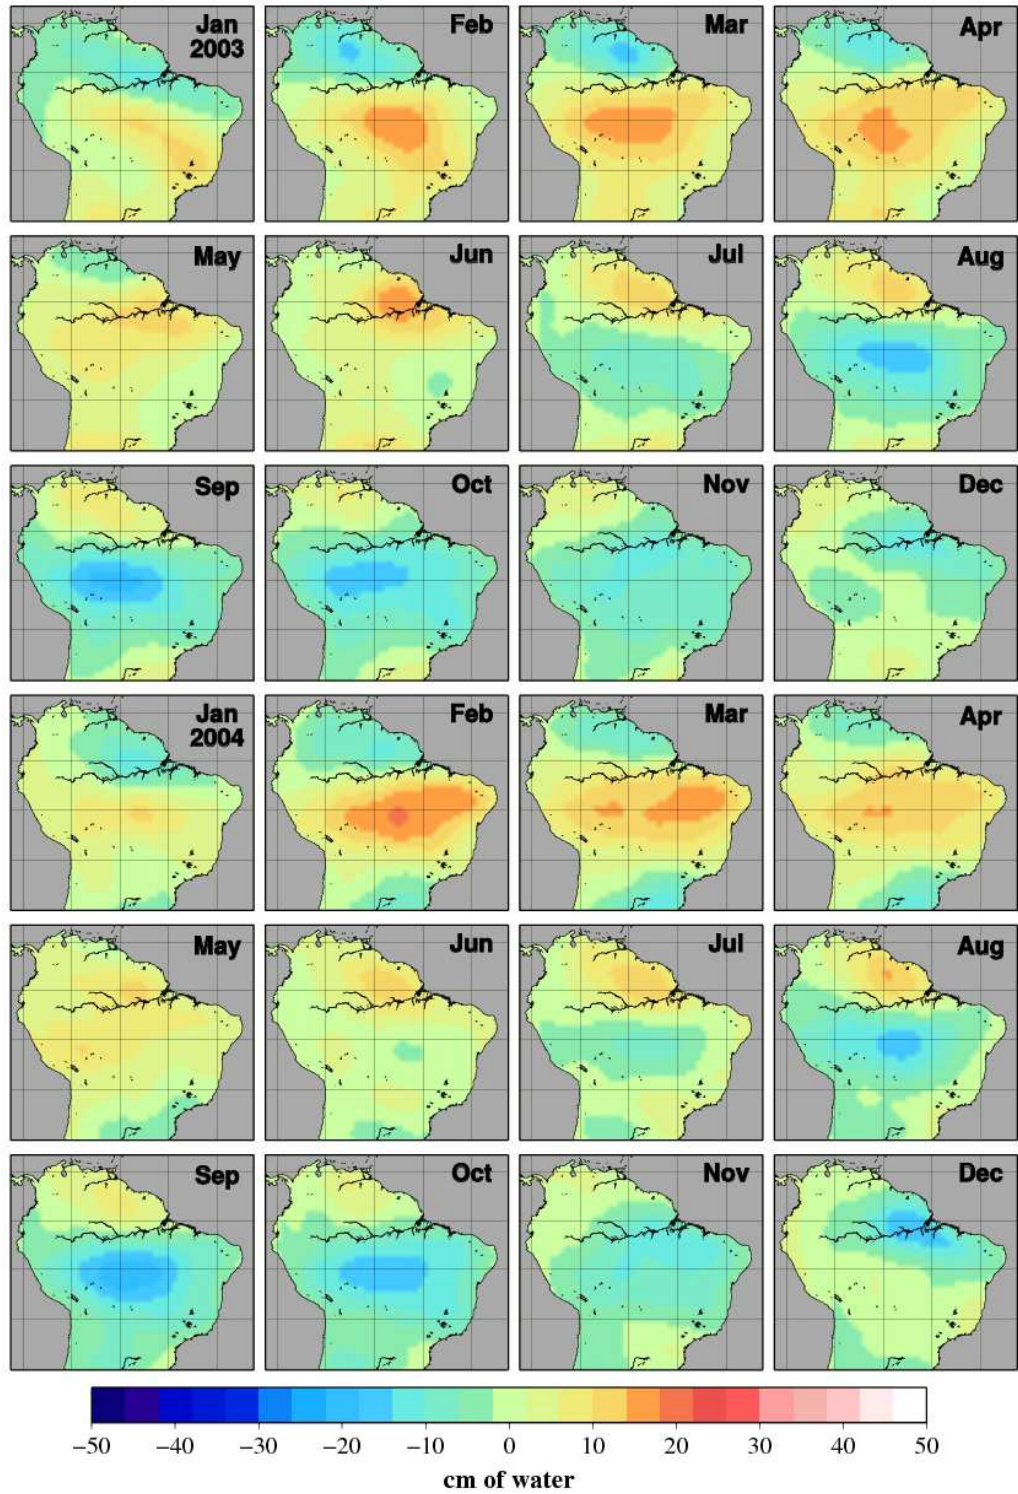 Jan
2003
Feb
Mar
Apr
May
Jun
Jul
Aug
Sep
Oct
Nov
Dec
Jan
2004
Feb
Mar
Apr
May
Jun
Jul
Aug
Sep
Oct
Nov
Dec
−50 −40 −30 −20 −10 0 10 20 30 40 50
cm of water